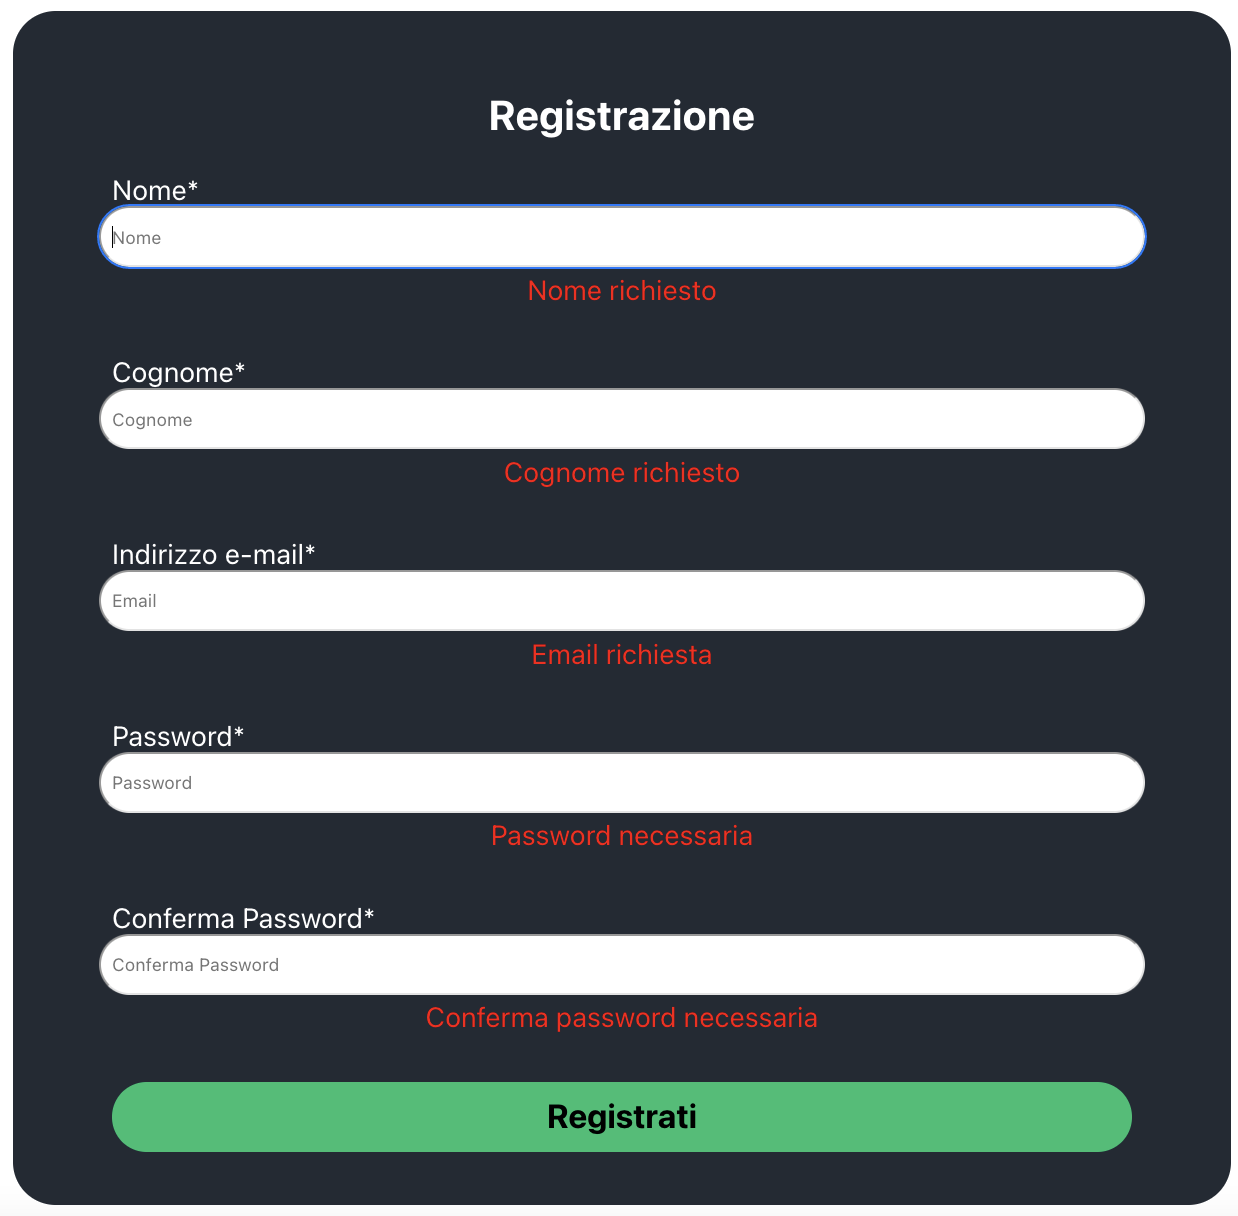 Registrazione
Nome*
Nome
Nome richiesto
Cognome*
Cognome
Cognome richiesto
Indirizzo e-mail*
Email
Email richiesta
Password*
Password
Password necessaria
Conferma Password*
Conferma Password
Conferma password necessaria
Registrati